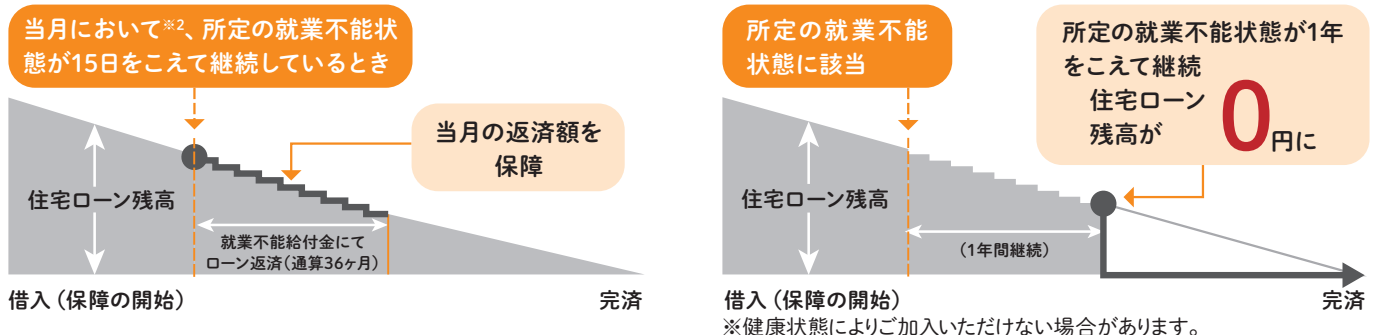 当月において※2、所定の就業不能状
態が15日をこえて継続しているとき
当月の返済額を
保障
住宅ローン残高
就業不能給付金にて
ローン返済(通算36ヶ月)
借入(保障の開始)
完済
所定の就業不能
状態に該当
所定の就業不能状態が1年
をこえて継続
住宅ローン
残高が
0円に
住宅ローン残高
(1年間継続)
借入(保障の開始)
完済
※健康状態によりご加入いただけない場合があります。